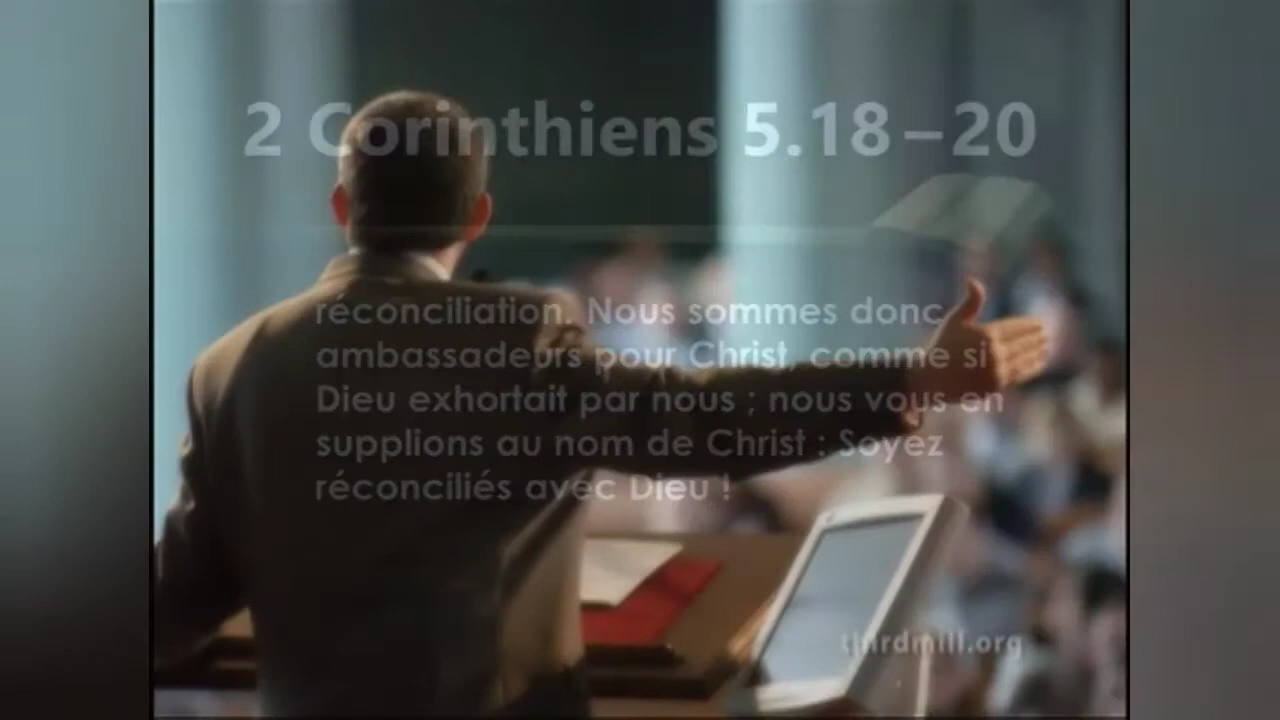 2 Corinthiens 5.18–20
réconciliation. Nous sommes donc
ambassadeurs pour Christ, comme si
Dieu exhortait par nous ; nous vous en
supplions au nom de Christ : Soyez
réconciliés avec Dieu !
thirdmill.org